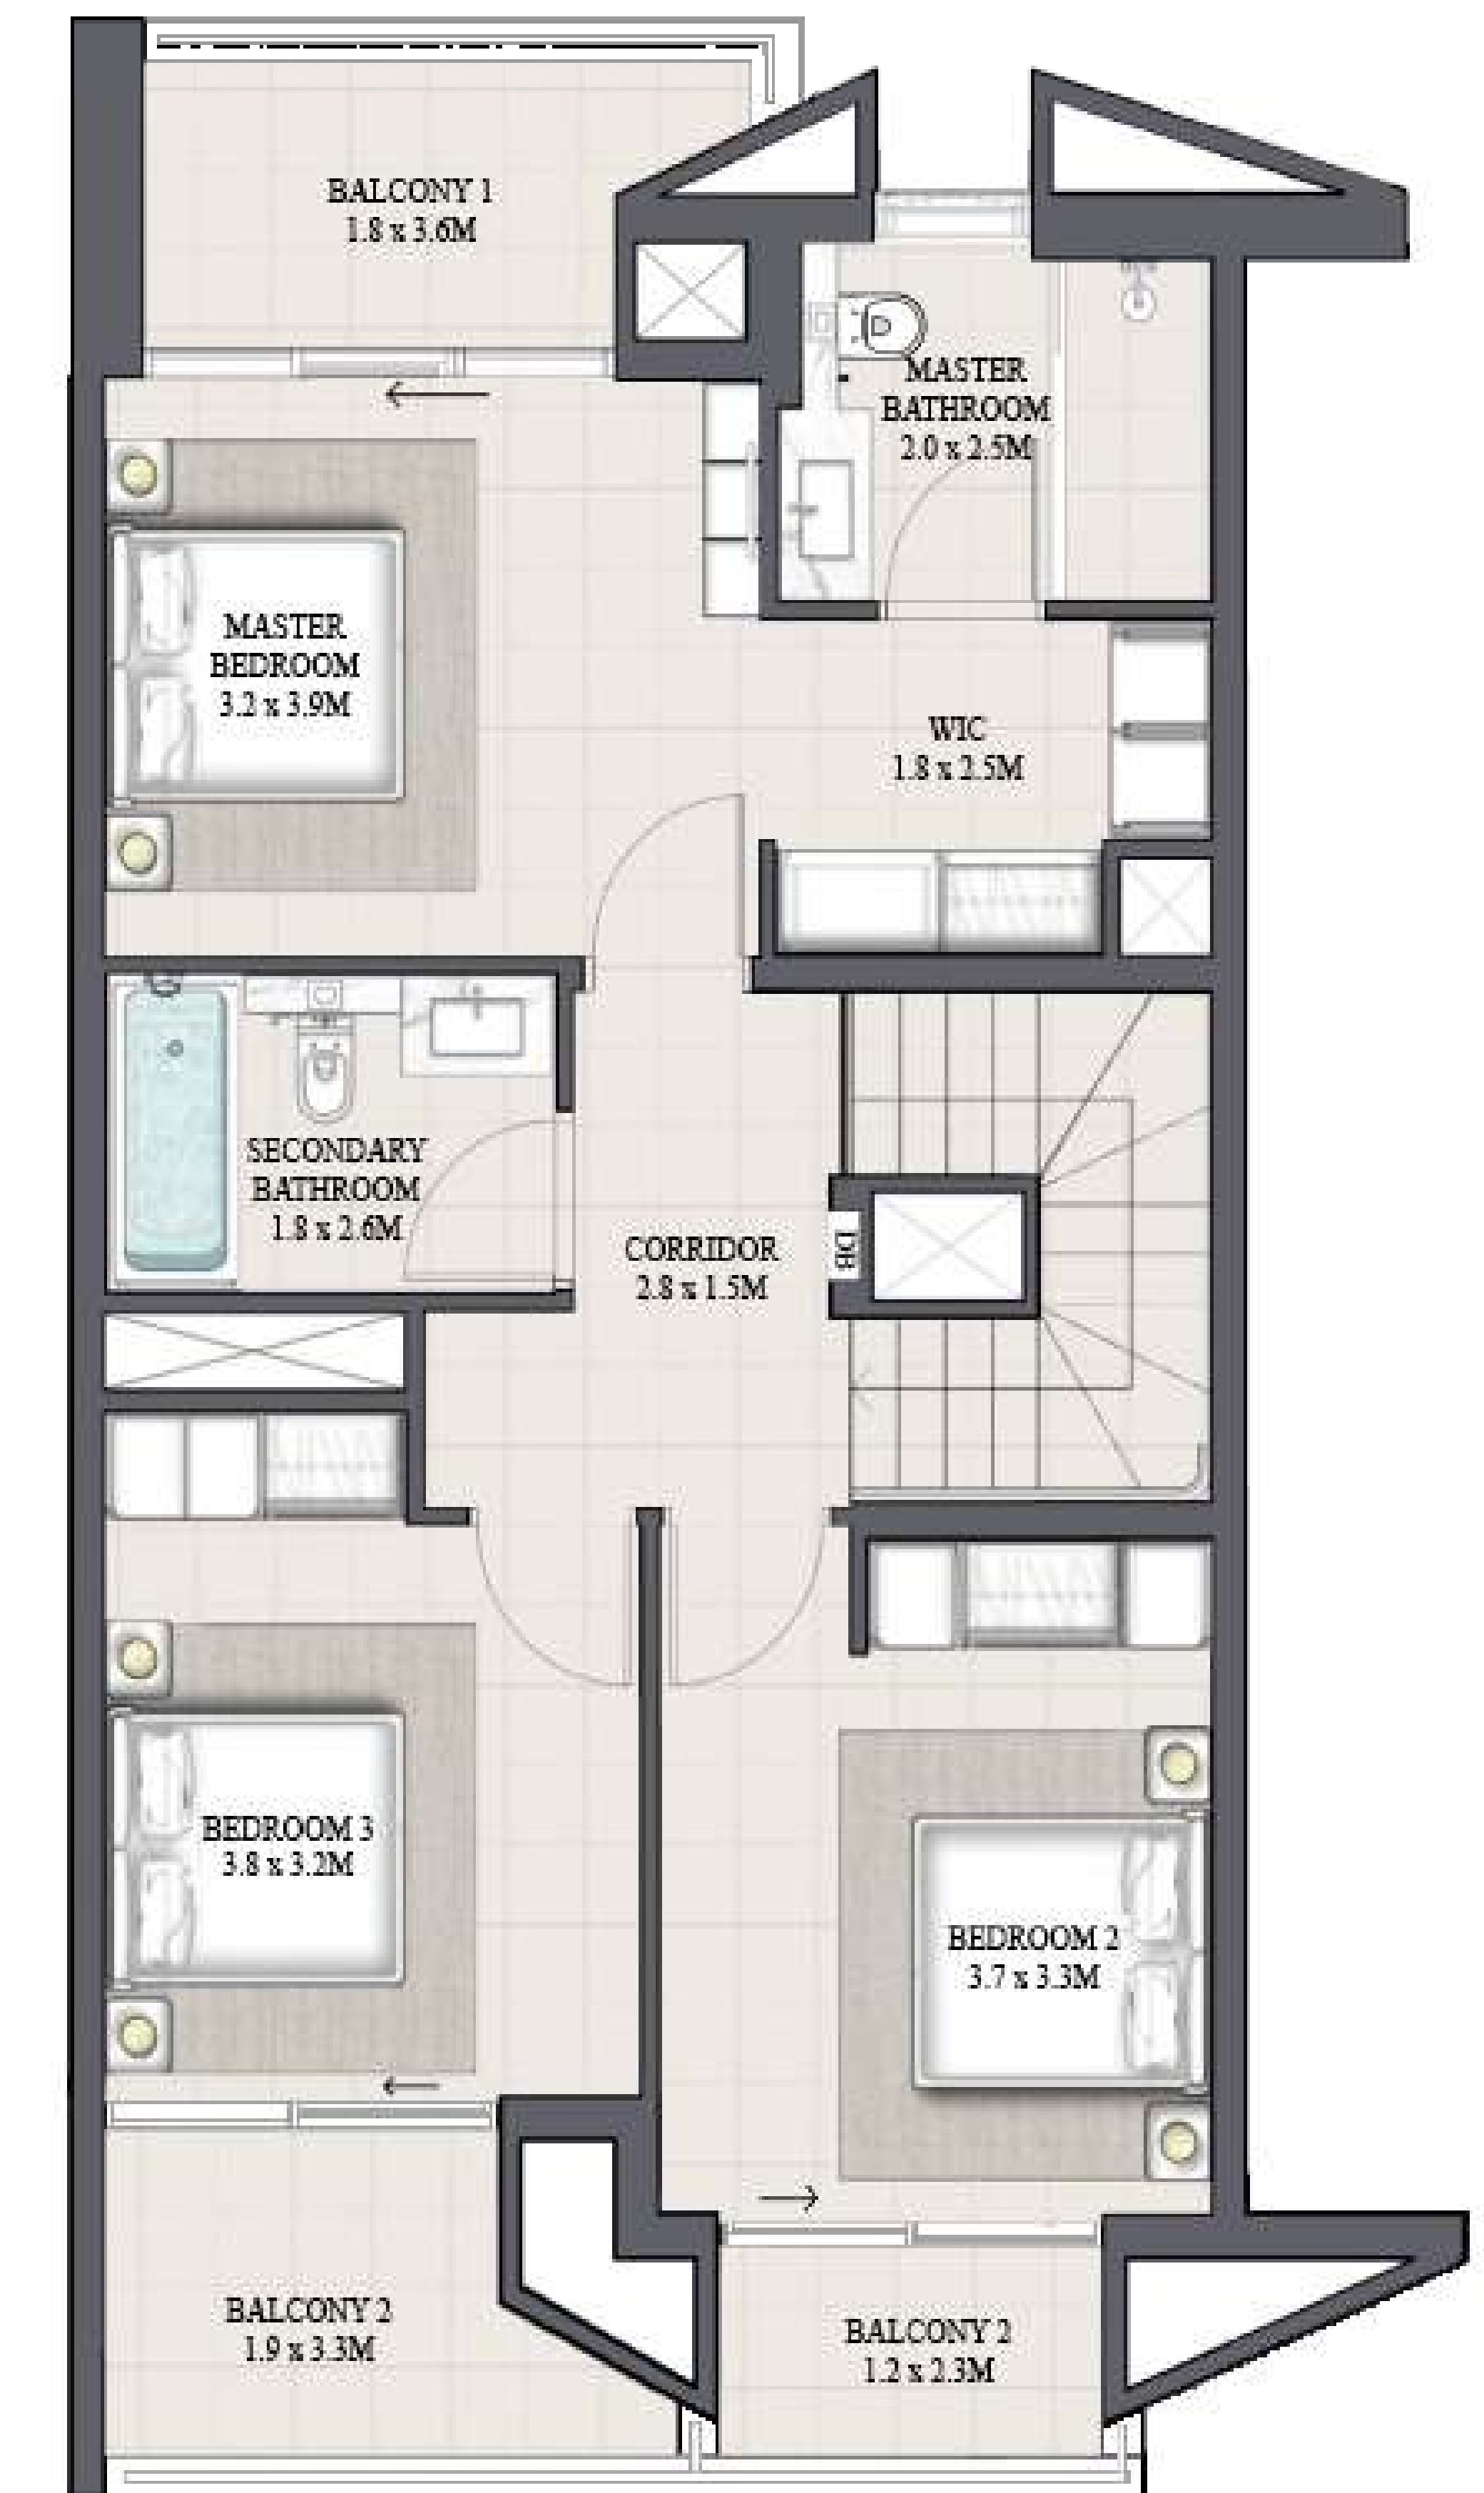 BALCONY 1
1.8 x 3.6M
MASTER
BATHROOM
2.0 x 2.5M
MASTER
BEDROOM
3.2 x 3.9M
WIC
1.8 x 2.5M
SECONDARY
BATHROOM
1.8 x 2.6M
CORRIDOR
2.8 x 1.5M
DB
BEDROOM 3
3.8 x 3.2M
BEDROOM 2
3.7 x 3.3M
BALCONY 2
1.9 x 3.3M
BALCONY 2
1.2 x 2.3M